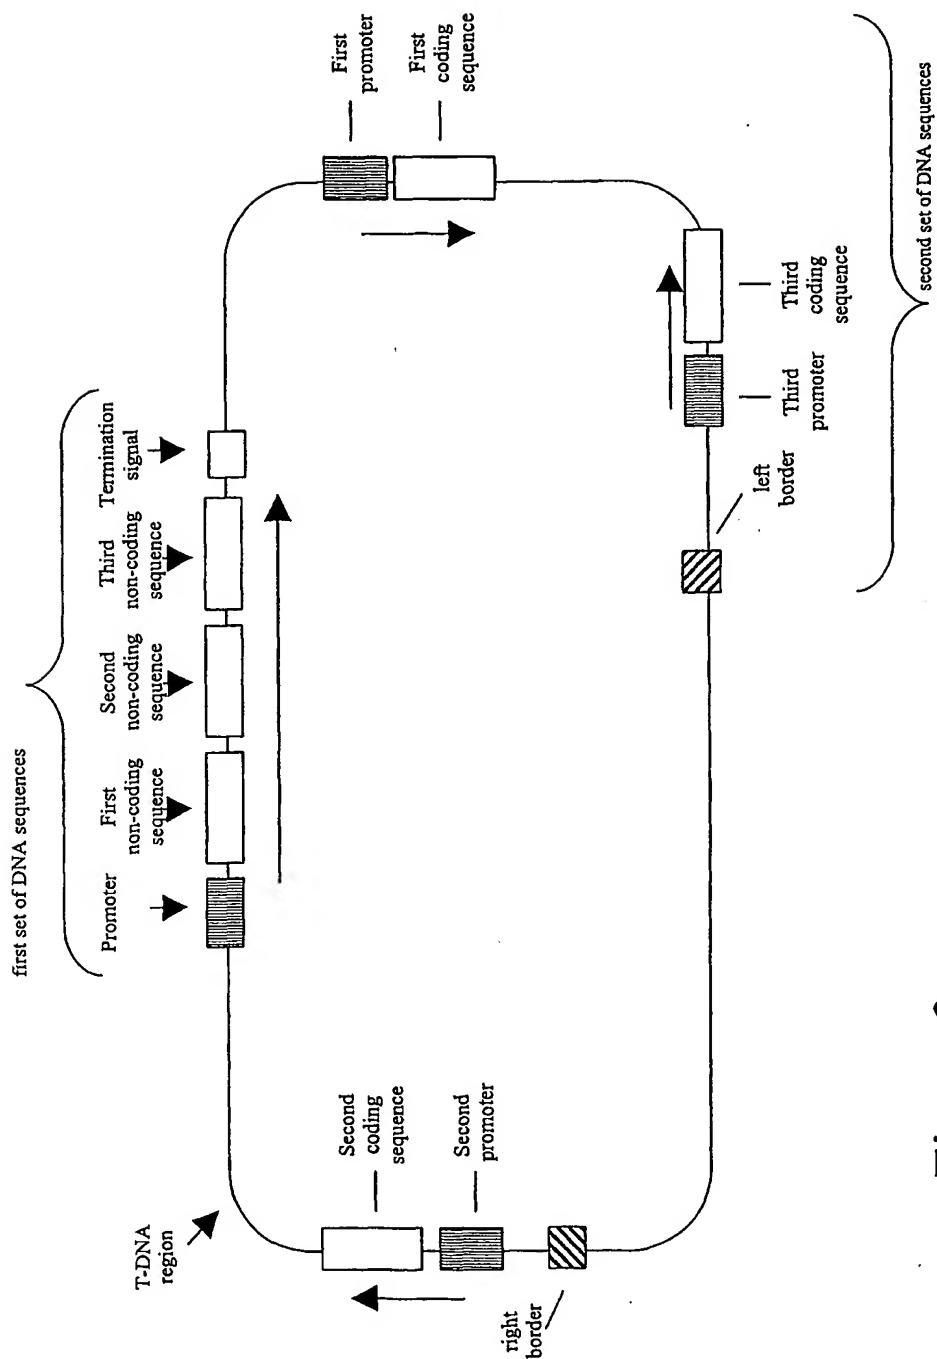 first set of DNA sequences
Promoter
First
non-coding
sequence
Second
non-coding
sequence
Third
non-coding
sequence
Termination
signal
T-DNA
region
First
promoter
First
coding
sequence
Second
coding
sequence
Second
promoter
right
border
left
border
Third
promoter
Third
coding
sequence
second set of DNA sequences